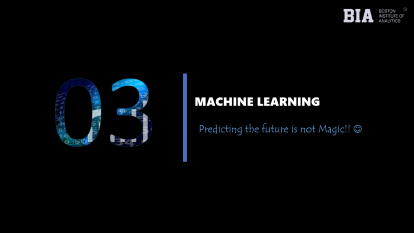 BIA BOSTON
INSTITUTE OF
ANALYTICS
03
MACHINE LEARNING
Predicting the future is not Magic!! ☺